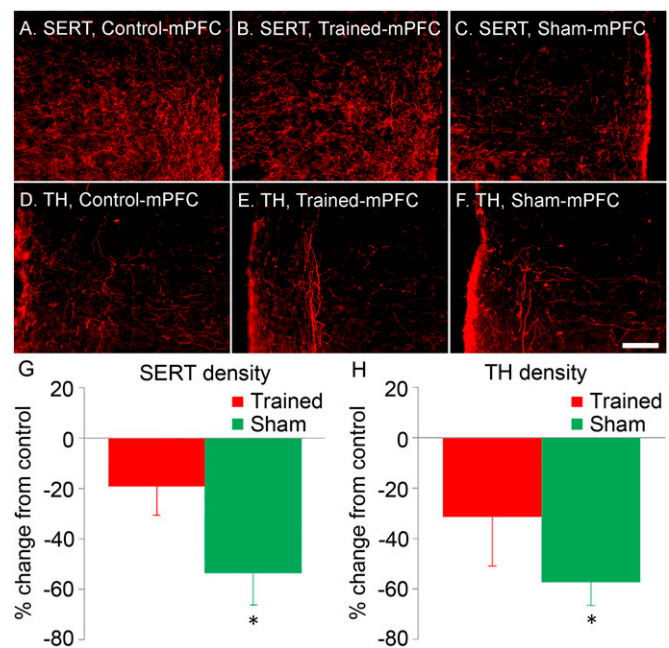 A. SERT, Control-mPFC
B. SERT, Trained-mPFC
C. SERT, Sham-mPFC
D. TH, Control-mPFC
E. TH, Trained-mPFC
F. TH, Sham-mPFC
G
SERT density
% change from control
20
0
-20
-40
-60
-80
Trained
Sham
*
H
TH density
% change from control
20
0
-20
-40
-60
-80
Trained
Sham
*